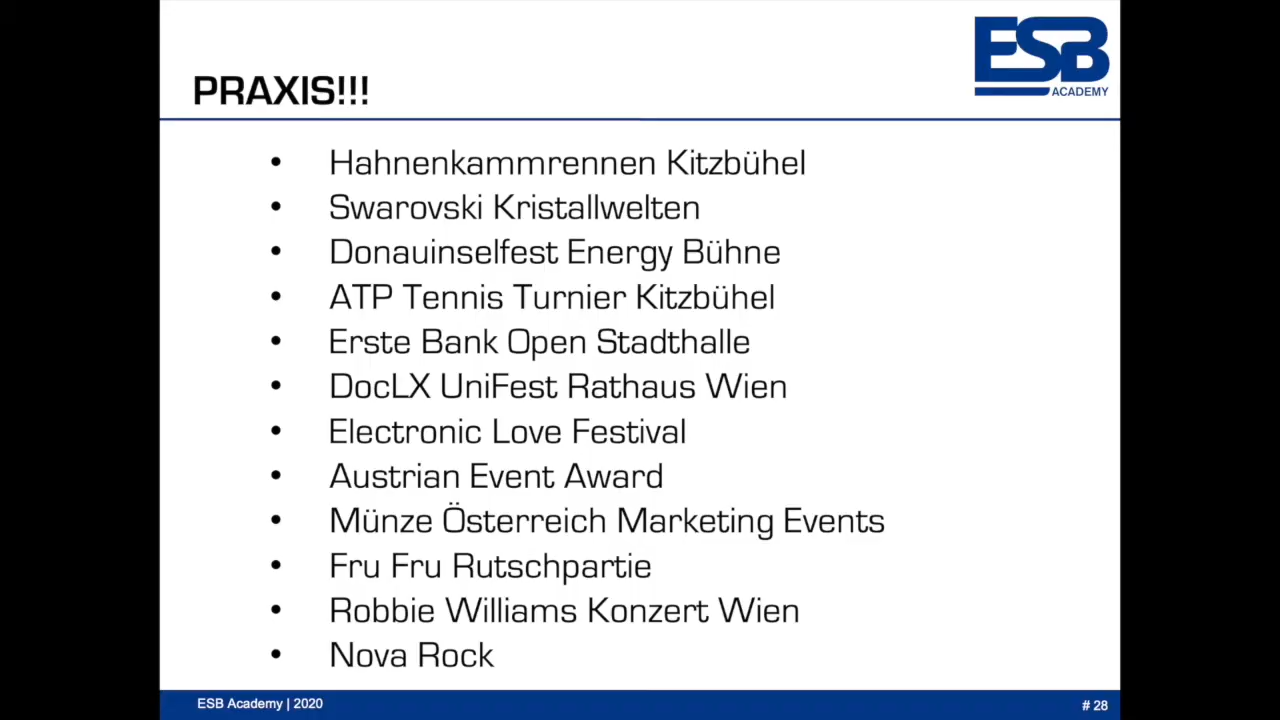 ESB
ACADEMY
PRAXIS!!!
• Hahnenkammrennen Kitzbühel
• Swarovski Kristallwelten
• Donauinselfest Energy Bühne
• ATP Tennis Turnier Kitzbühel
• Erste Bank Open Stadthalle
• DocLX UniFest Rathaus Wien
• Electronic Love Festival
• Austrian Event Award
• Münze Österreich Marketing Events
• Fru Fru Rutschpartie
• Robbie Williams Konzert Wien
• Nova Rock
ESB Academy | 2020
# 28